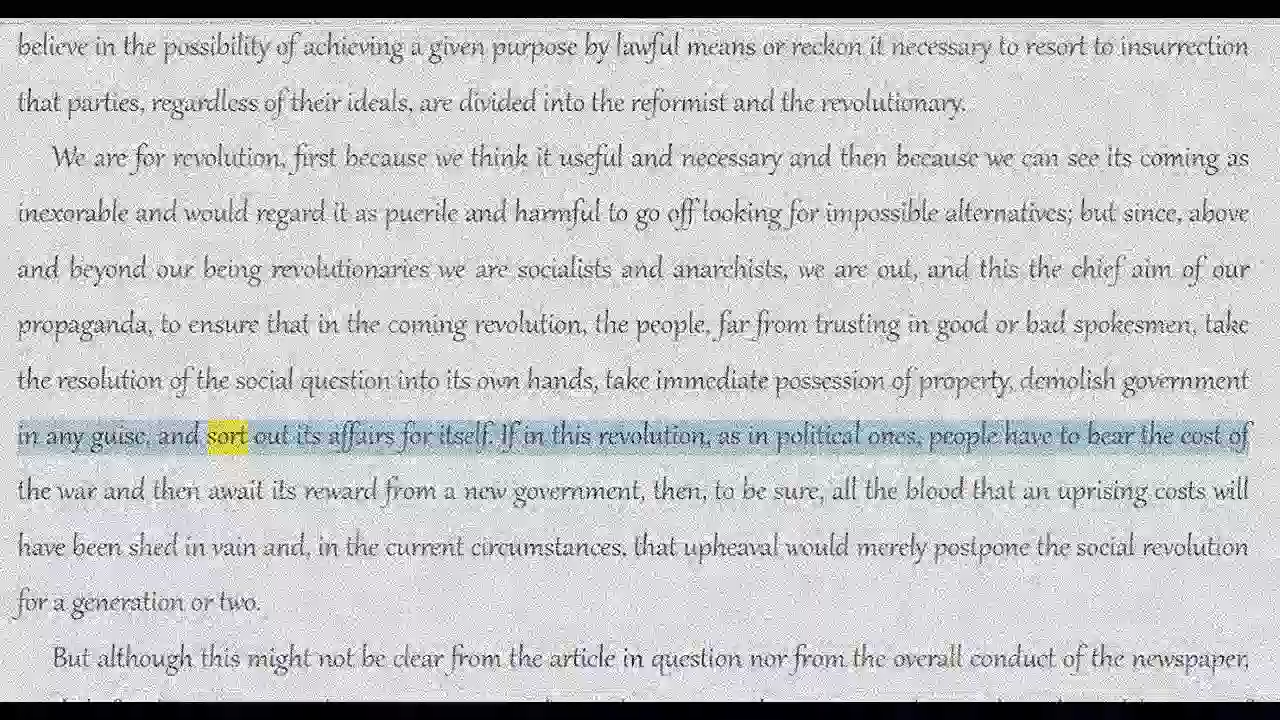 believe in the possibility of achieving a given purpose by lawful means or reckon it necessary to resort to insurrection
that parties, regardless of their ideals, are divided into the reformist and the revolutionary.
We are for revolution, first because we think it useful and necessary and then because we can see its coming as
inexorable and would regard it as puerile and harmful to go off looking for impossible alternatives; but since, above
and beyond our being revolutionaries we are socialists and anarchists, we are out, and this the chief aim of our
propaganda, to ensure that in the coming revolution, the people, far from trusting in good or bad spokesmen, take
the resolution of the social question into its own hands, take immediate possession of property, demolish government
in any guise, and sort out its affairs for itself. If in this revolution, as in political ones, people have to bear the cost of
the war and then await its reward from a new government, then, to be sure, all the blood that an uprising costs will
have been shed in vain and, in the current circumstances, that upheaval would merely postpone the social revolution
for a generation or two.
But although this might not be clear from the article in question nor from the overall conduct of the newspaper,